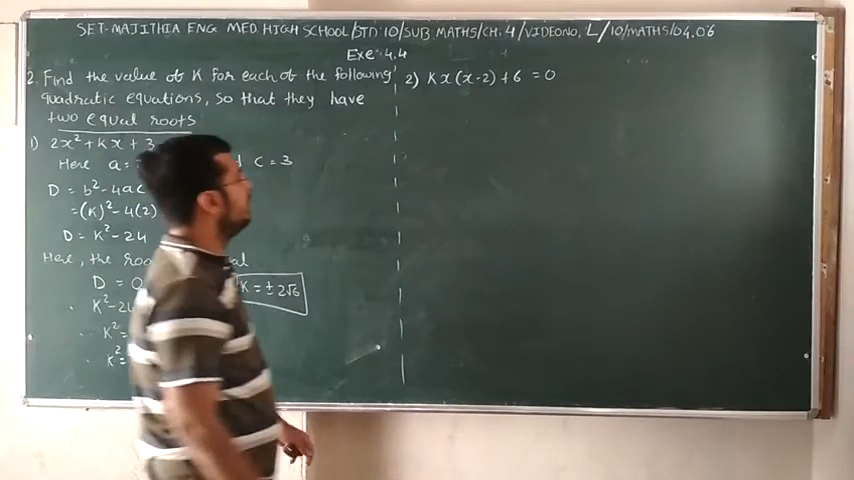 SET-MAJITHIA ENG MED HIGH SCHOOL/STD 10/SUB MATHS/CH: 4/VIDEO NO. L/10/MATHS/04.06
Exe: 4.4
2. Find the value of K for each of the following
quadratic equations, so that they have
two equal roots
1) 2x² + Kx + 3
Here a = C = 3
D = b² - 4ac
= (K)² - 4(2)
D = K² - 24
Here, the
D = 0
K² - 24
K² =
K² =
K = ± 2√6
2) Kx(x-2) + 6 = 0